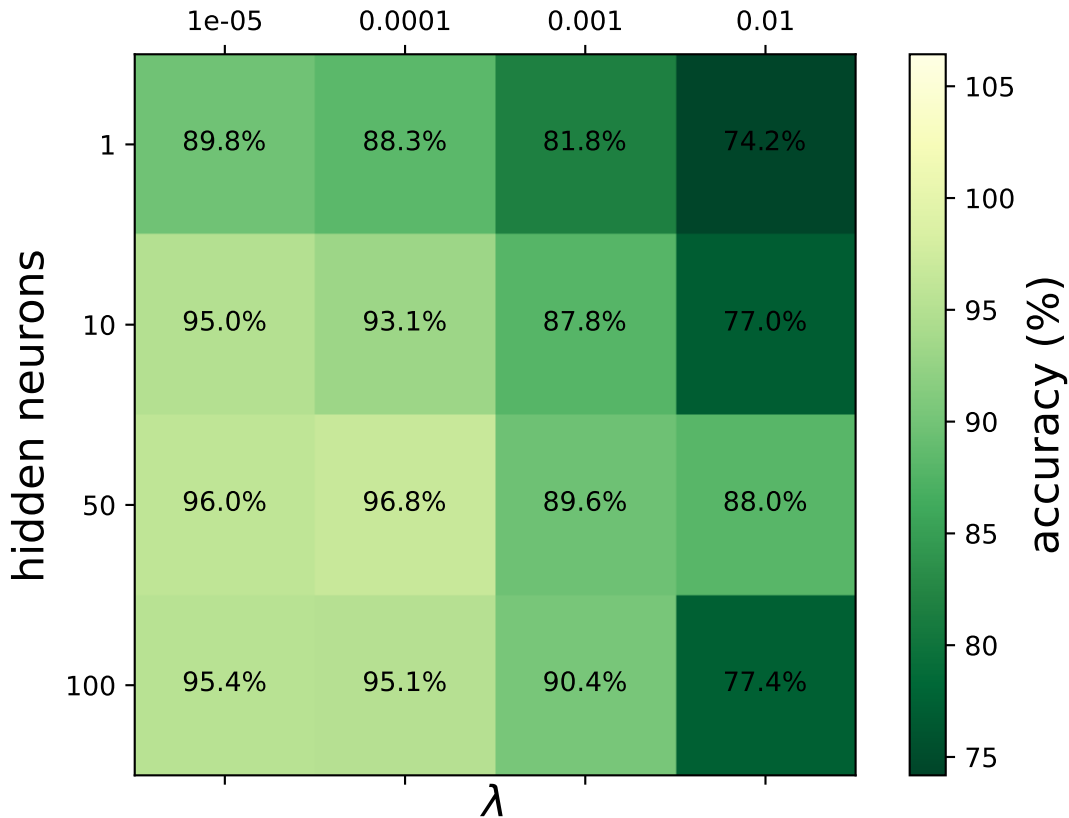 1e-05 0.0001 0.001 0.01
1 89.8% 88.3% 81.8% 74.2%
10 95.0% 93.1% 87.8% 77.0%
50 96.0% 96.8% 89.6% 88.0%
100 95.4% 95.1% 90.4% 77.4%
hidden neurons
λ
105
100
95
90
85
80
75
accuracy (%)